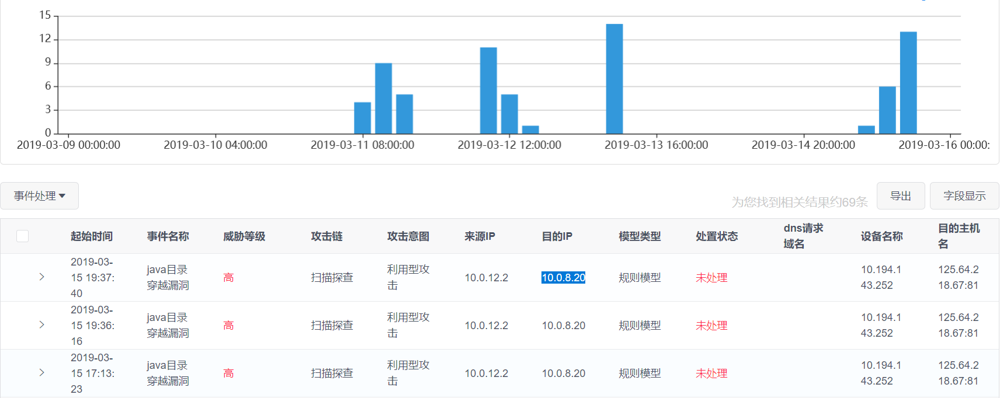 15
12
9
6
3
0
2019-03-09 00:00:00 2019-03-10 04:00:00 2019-03-11 08:00:00 2019-03-12 12:00:00 2019-03-13 16:00:00 2019-03-14 20:00:00 2019-03-16 00:00:
事件处理
为您找到相关结果约69条
导出
字段显示
起始时间 事件名称 威胁等级 攻击链 攻击意图 来源IP 目的IP 模型类型 处置状态 dns请求 设备名称 目的主机
域名 名
2019-03-
java目录 利用型攻 10.194.1 125.64.2
15 19:37: 高 扫描探查 10.0.12.2 10.0.8.20 规则模型 未处理
穿越漏洞 击 43.252 18.67:81
40
2019-03-
java目录 利用型攻 10.194.1 125.64.2
15 19:36: 高 扫描探查 10.0.12.2 10.0.8.20 规则模型 未处理
穿越漏洞 击 43.252 18.67:81
16
2019-03-
java目录 利用型攻 10.194.1 125.64.2
15 17:13: 高 扫描探查 10.0.12.2 10.0.8.20 规则模型 未处理
穿越漏洞 击 43.252 18.67:81
23